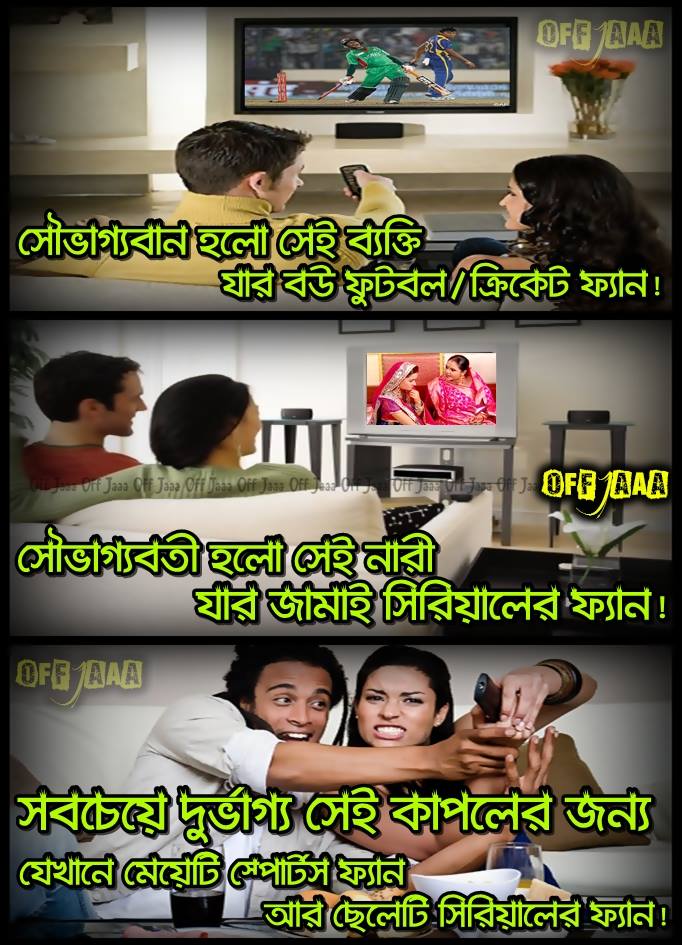 OFF JAAA
সৌভাগ্যবান হলো সেই ব্যক্তি
যার বউ ফুটবল/ক্রিকেট ফ্যান!
Off Jaaa Off Jaaa Off Jaaa Off Jaaa Off Jaaa Off Jaaa Off Jaaa Off Jaaa Off Jaaa
OFF JAAA
সৌভাগ্যবতী হলো সেই নারী
যার জামাই সিরিয়ালের ফ্যান!
OFF JAAA
সবচেয়ে দুর্ভাগ্য সেই কাপলের জন্য
যেখানে মেয়েটি স্পোর্টস ফ্যান
আর ছেলেটি সিরিয়ালের ফ্যান!